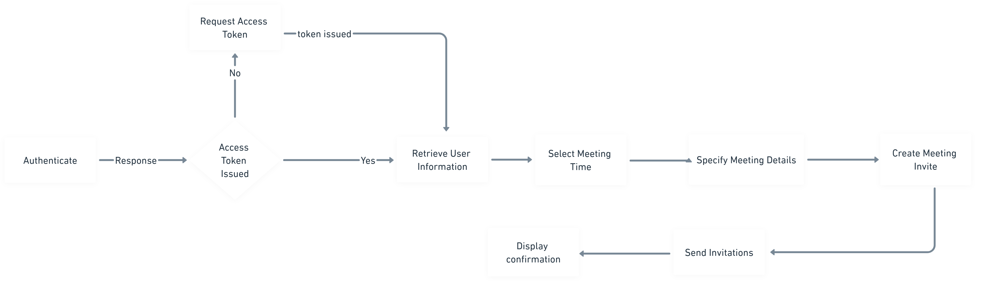 Request Access
Token
token issued
No
Authenticate
Response
Access
Token
Issued
Yes
Retrieve User
Information
Select Meeting
Time
Specify Meeting Details
Create Meeting
Invite
Display
confirmation
Send Invitations